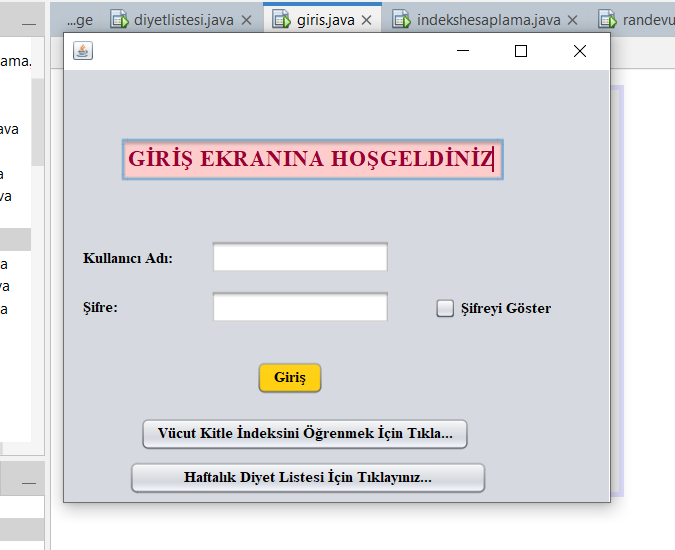 ...ge diyetlistesi.java giris.java indekshesaplama.java randevu
ama.
ava
a
va
a
va
a
GİRİŞ EKRANINA HOŞGELDİNİZ
Kullanıcı Adı:
Şifre:
Şifreyi Göster
Giriş
Vücut Kitle İndeksini Öğrenmek İçin Tıkla...
Haftalık Diyet Listesi İçin Tıklayınız...